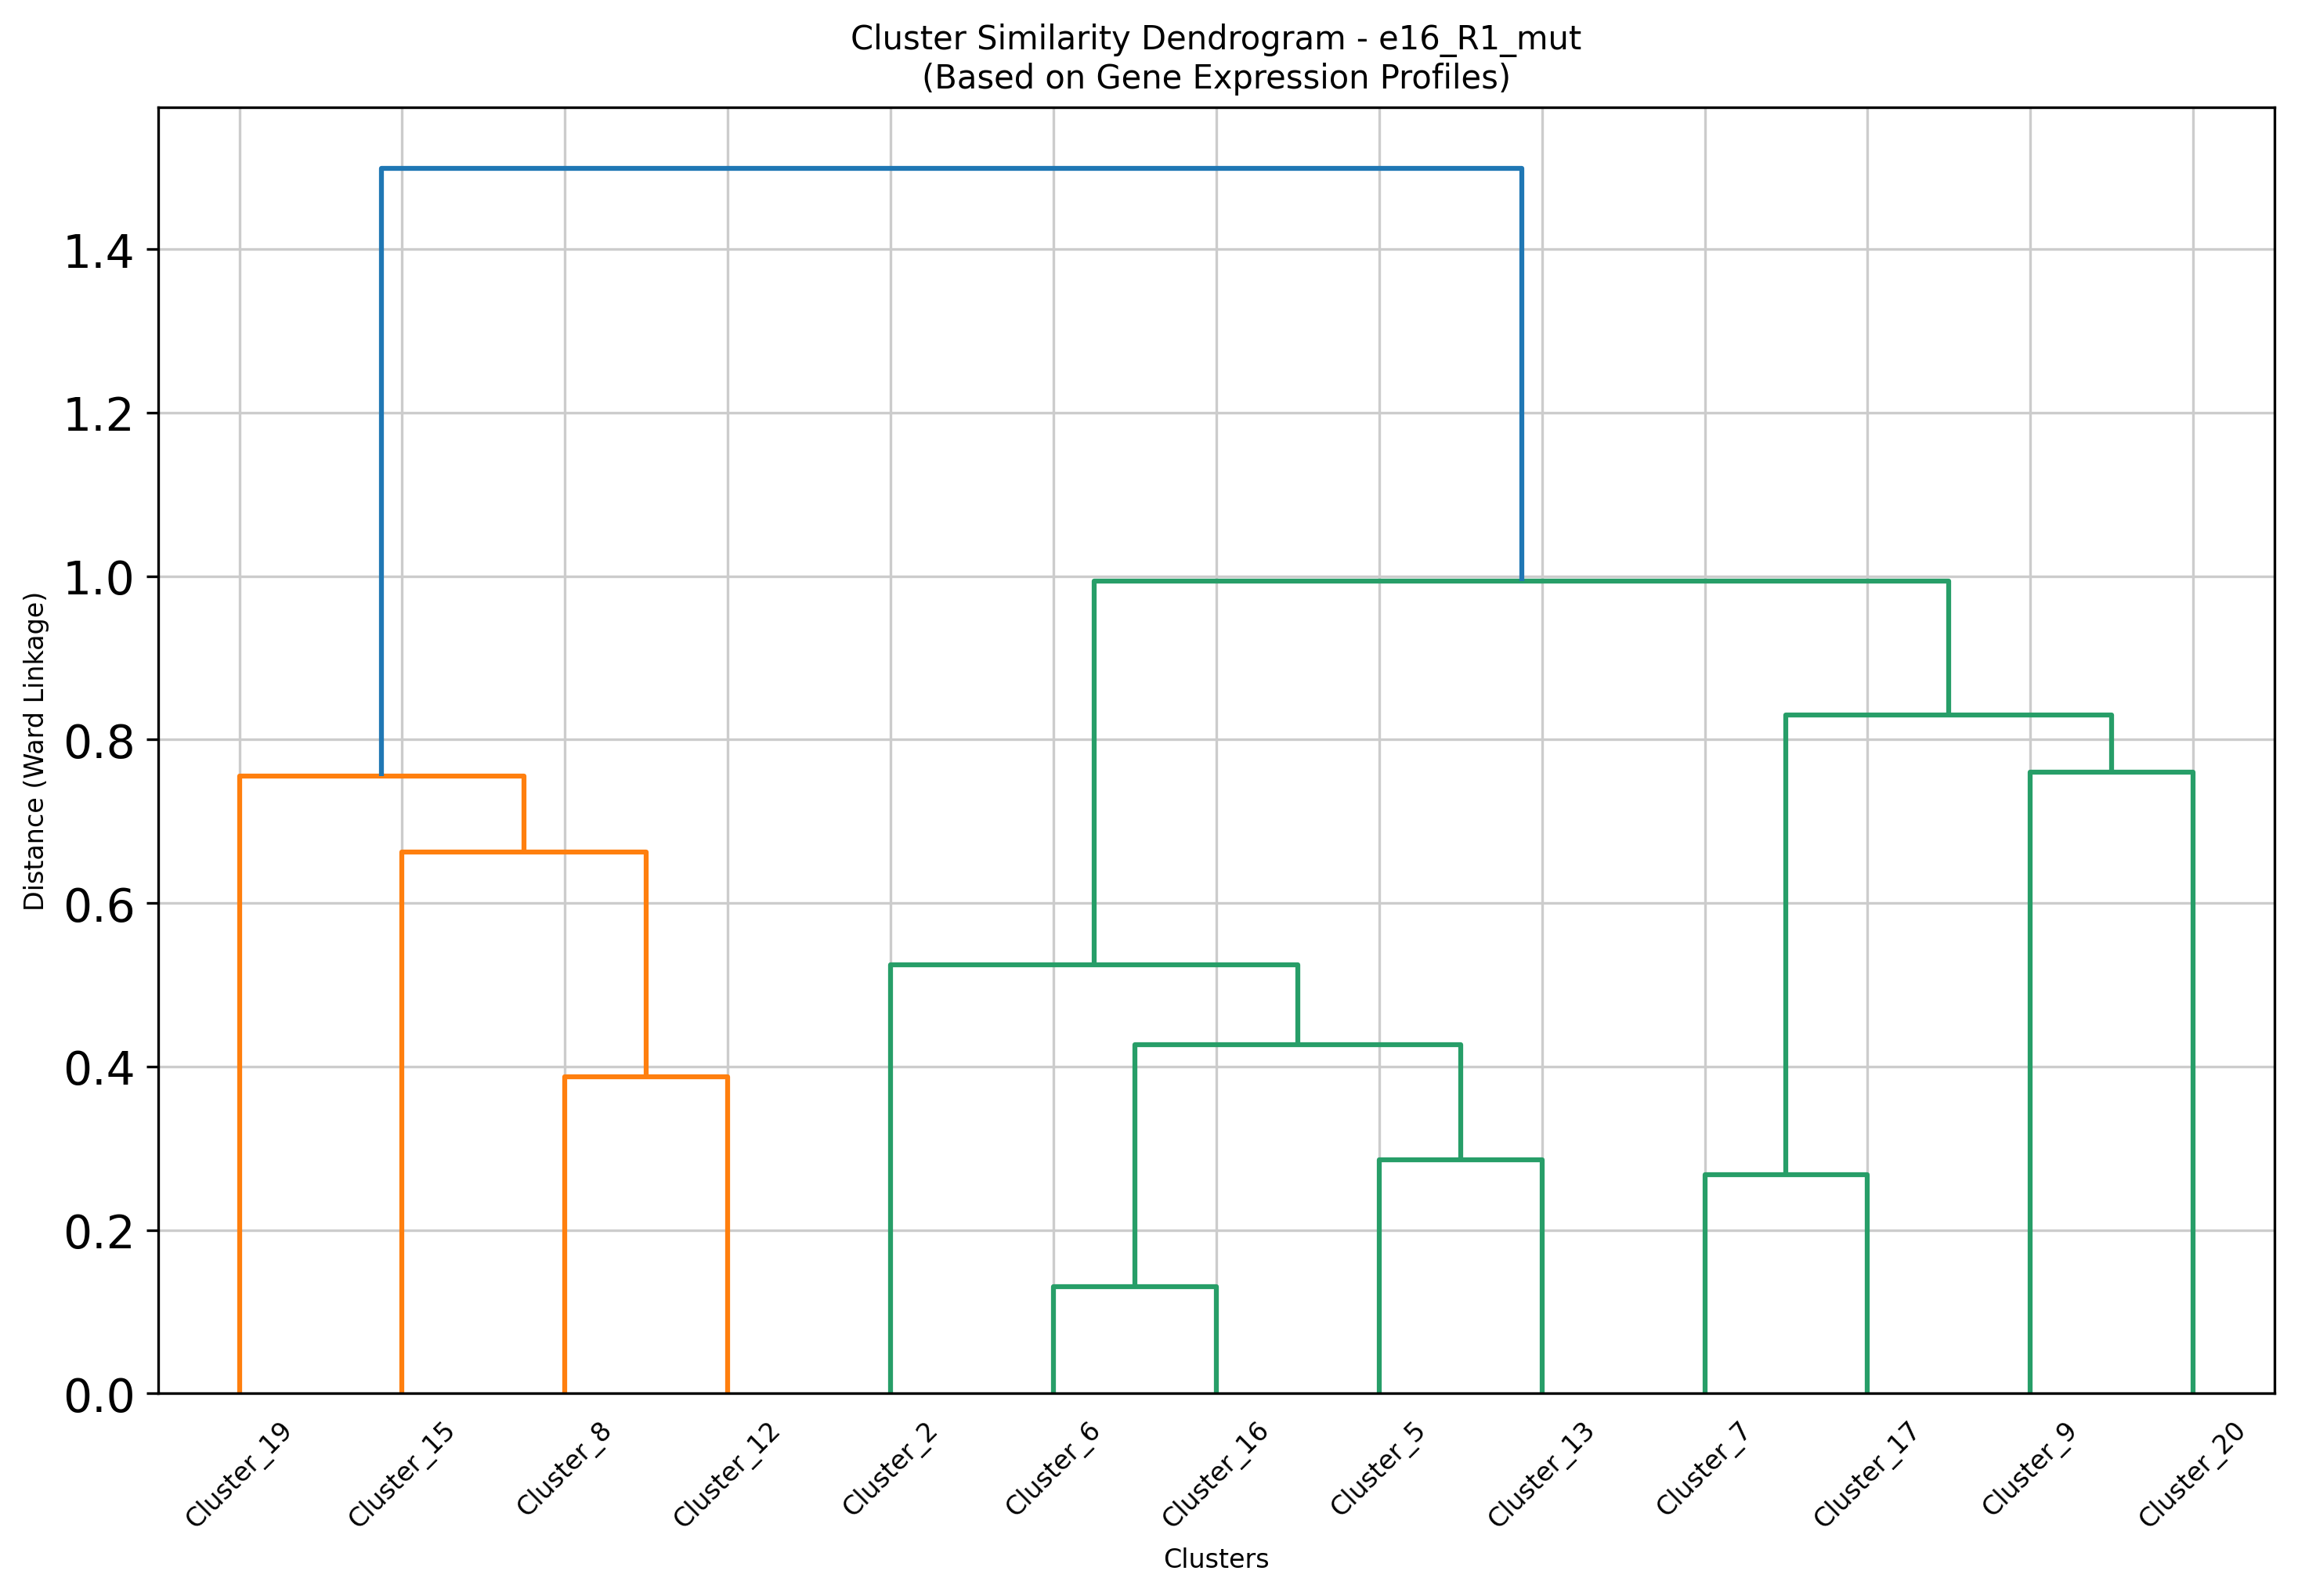 Cluster Similarity Dendrogram - e16_R1_mut
(Based on Gene Expression Profiles)
Distance (Ward Linkage)
1.4
1.2
1.0
0.8
0.6
0.4
0.2
0.0
Cluster_19
Cluster_15
Cluster_8
Cluster_12
Cluster_2
Cluster_6
Cluster_16
Cluster_5
Cluster_13
Cluster_7
Cluster_17
Cluster_9
Cluster_20
Clusters